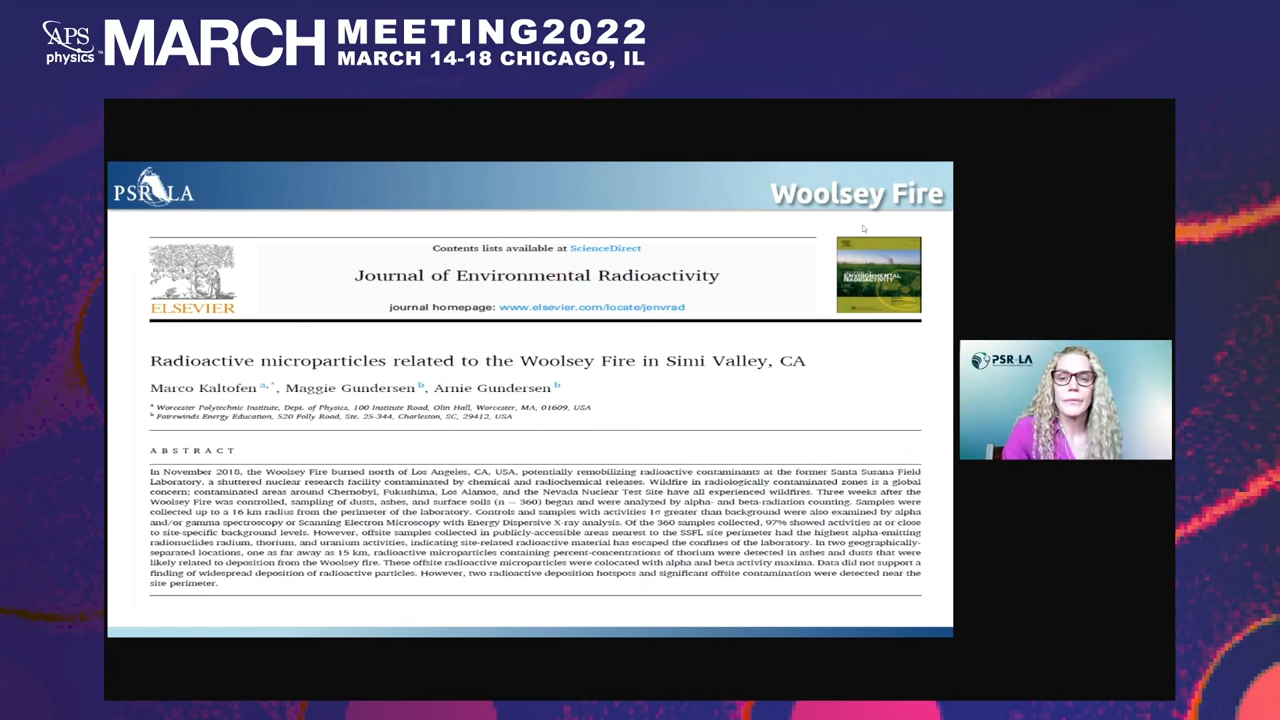 APS
physics
MARCH
MEETING2022
MARCH 14-18 CHICAGO, IL
PSR LA
Woolsey Fire
Contents lists available at ScienceDirect
Journal of Environmental Radioactivity
journal homepage: www.elsevier.com/locate/jenvrad
ELSEVIER
JOURNAL OF
ENVIRONMENTAL
RADIOACTIVITY
Radioactive microparticles related to the Woolsey Fire in Simi Valley, CA
Marco Kaltofen a,*, Maggie Gundersen b, Arnie Gundersen b
a Worcester Polytechnic Institute, Dept. of Physics, 100 Institute Road, Olin Hall, Worcester, MA, 01609, USA
b Fairewinds Energy Education, 520 Folly Road, Ste. 25-344, Charleston, SC, 29412, USA
ABSTRACT
In November 2018, the Woolsey Fire burned north of Los Angeles, CA, USA, potentially remobilizing radioactive contaminants at the former Santa Susana Field
Laboratory, a shuttered nuclear research facility contaminated by chemical and radiochemical releases. Wildfire in radiologically contaminated zones is a global
concern; contaminated areas around Chernobyl, Fukushima, Los Alamos, and the Nevada Nuclear Test Site have all experienced wildfires. Three weeks after the
Woolsey Fire was controlled, sampling of dusts, ashes, and surface soils (n = 360) began and were analyzed by alpha- and beta-radiation counting. Samples were
collected up to a 16 km radius from the perimeter of the laboratory. Controls and samples with activities 1σ greater than background were also examined by alpha
and/or gamma spectroscopy or Scanning Electron Microscopy with Energy Dispersive X-ray analysis. Of the 360 samples collected, 97% showed activities at or close
to site-specific background levels. However, offsite samples collected in publicly-accessible areas nearest to the SSFL site perimeter had the highest alpha-emitting
radionuclides radium, thorium, and uranium activities, indicating site-related radioactive material has escaped the confines of the laboratory. In two geographically-
separated locations, one as far away as 15 km, radioactive microparticles containing percent-concentrations of thorium were detected in ashes and dusts that were
likely related to deposition from the Woolsey fire. These offsite radioactive microparticles were colocated with alpha and beta activity maxima. Data did not support a
finding of widespread deposition of radioactive particles. However, two radioactive deposition hotspots and significant offsite contamination were detected near the
site perimeter.
PSR-LA